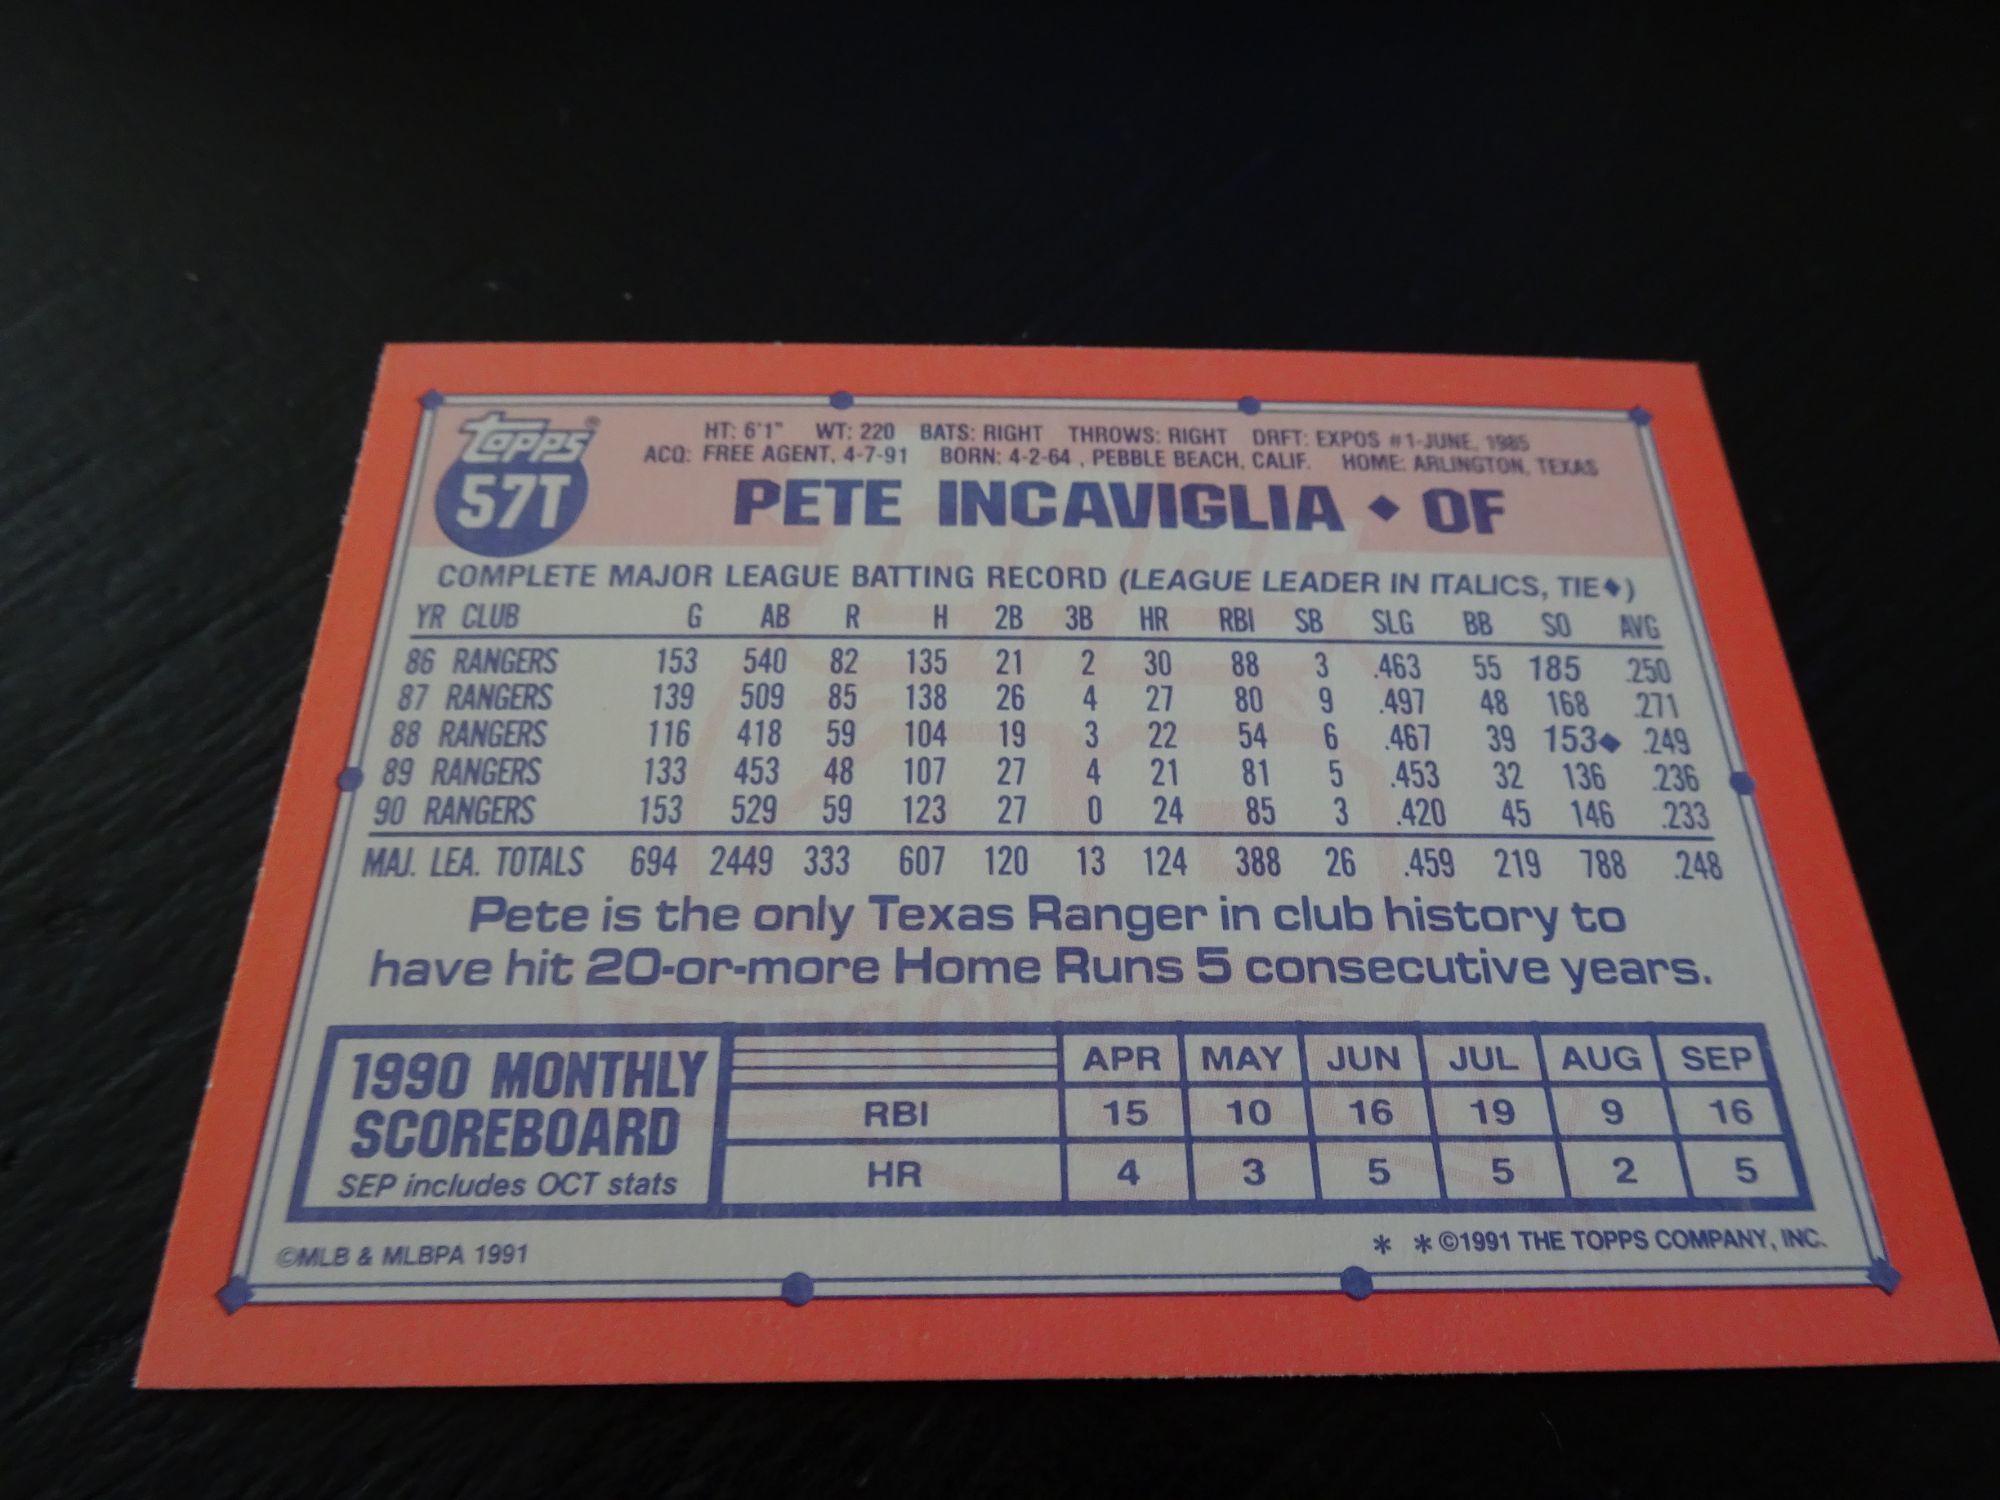 Topps®
57T
HT: 6'1" WT: 220 BATS: RIGHT THROWS: RIGHT DRFT: EXPOS #1-JUNE, 1985
ACQ: FREE AGENT, 4-7-91 BORN: 4-2-64, PEBBLE BEACH, CALIF. HOME: ARLINGTON, TEXAS
PETE INCAVIGLIA ◆ OF
COMPLETE MAJOR LEAGUE BATTING RECORD (LEAGUE LEADER IN ITALICS, TIE◆)
YR CLUB G AB R H 2B 3B HR RBI SB SLG BB SO AVG
86 RANGERS 153 540 82 135 21 2 30 88 3 .463 55 185 .250
87 RANGERS 139 509 85 138 26 4 27 80 9 .497 48 168 .271
88 RANGERS 116 418 59 104 19 3 22 54 6 .467 39 153◆ .249
89 RANGERS 133 453 48 107 27 4 21 81 5 .453 32 136 .236
90 RANGERS 153 529 59 123 27 0 24 85 3 .420 45 146 .233
MAJ. LEA. TOTALS 694 2449 333 607 120 13 124 388 26 .459 219 788 .248
Pete is the only Texas Ranger in club history to
have hit 20-or-more Home Runs 5 consecutive years.
1990 MONTHLY
SCOREBOARD
SEP includes OCT stats
APR MAY JUN JUL AUG SEP
RBI 15 10 16 19 9 16
HR 4 3 5 5 2 5
©MLB & MLBPA 1991
* *©1991 THE TOPPS COMPANY, INC.